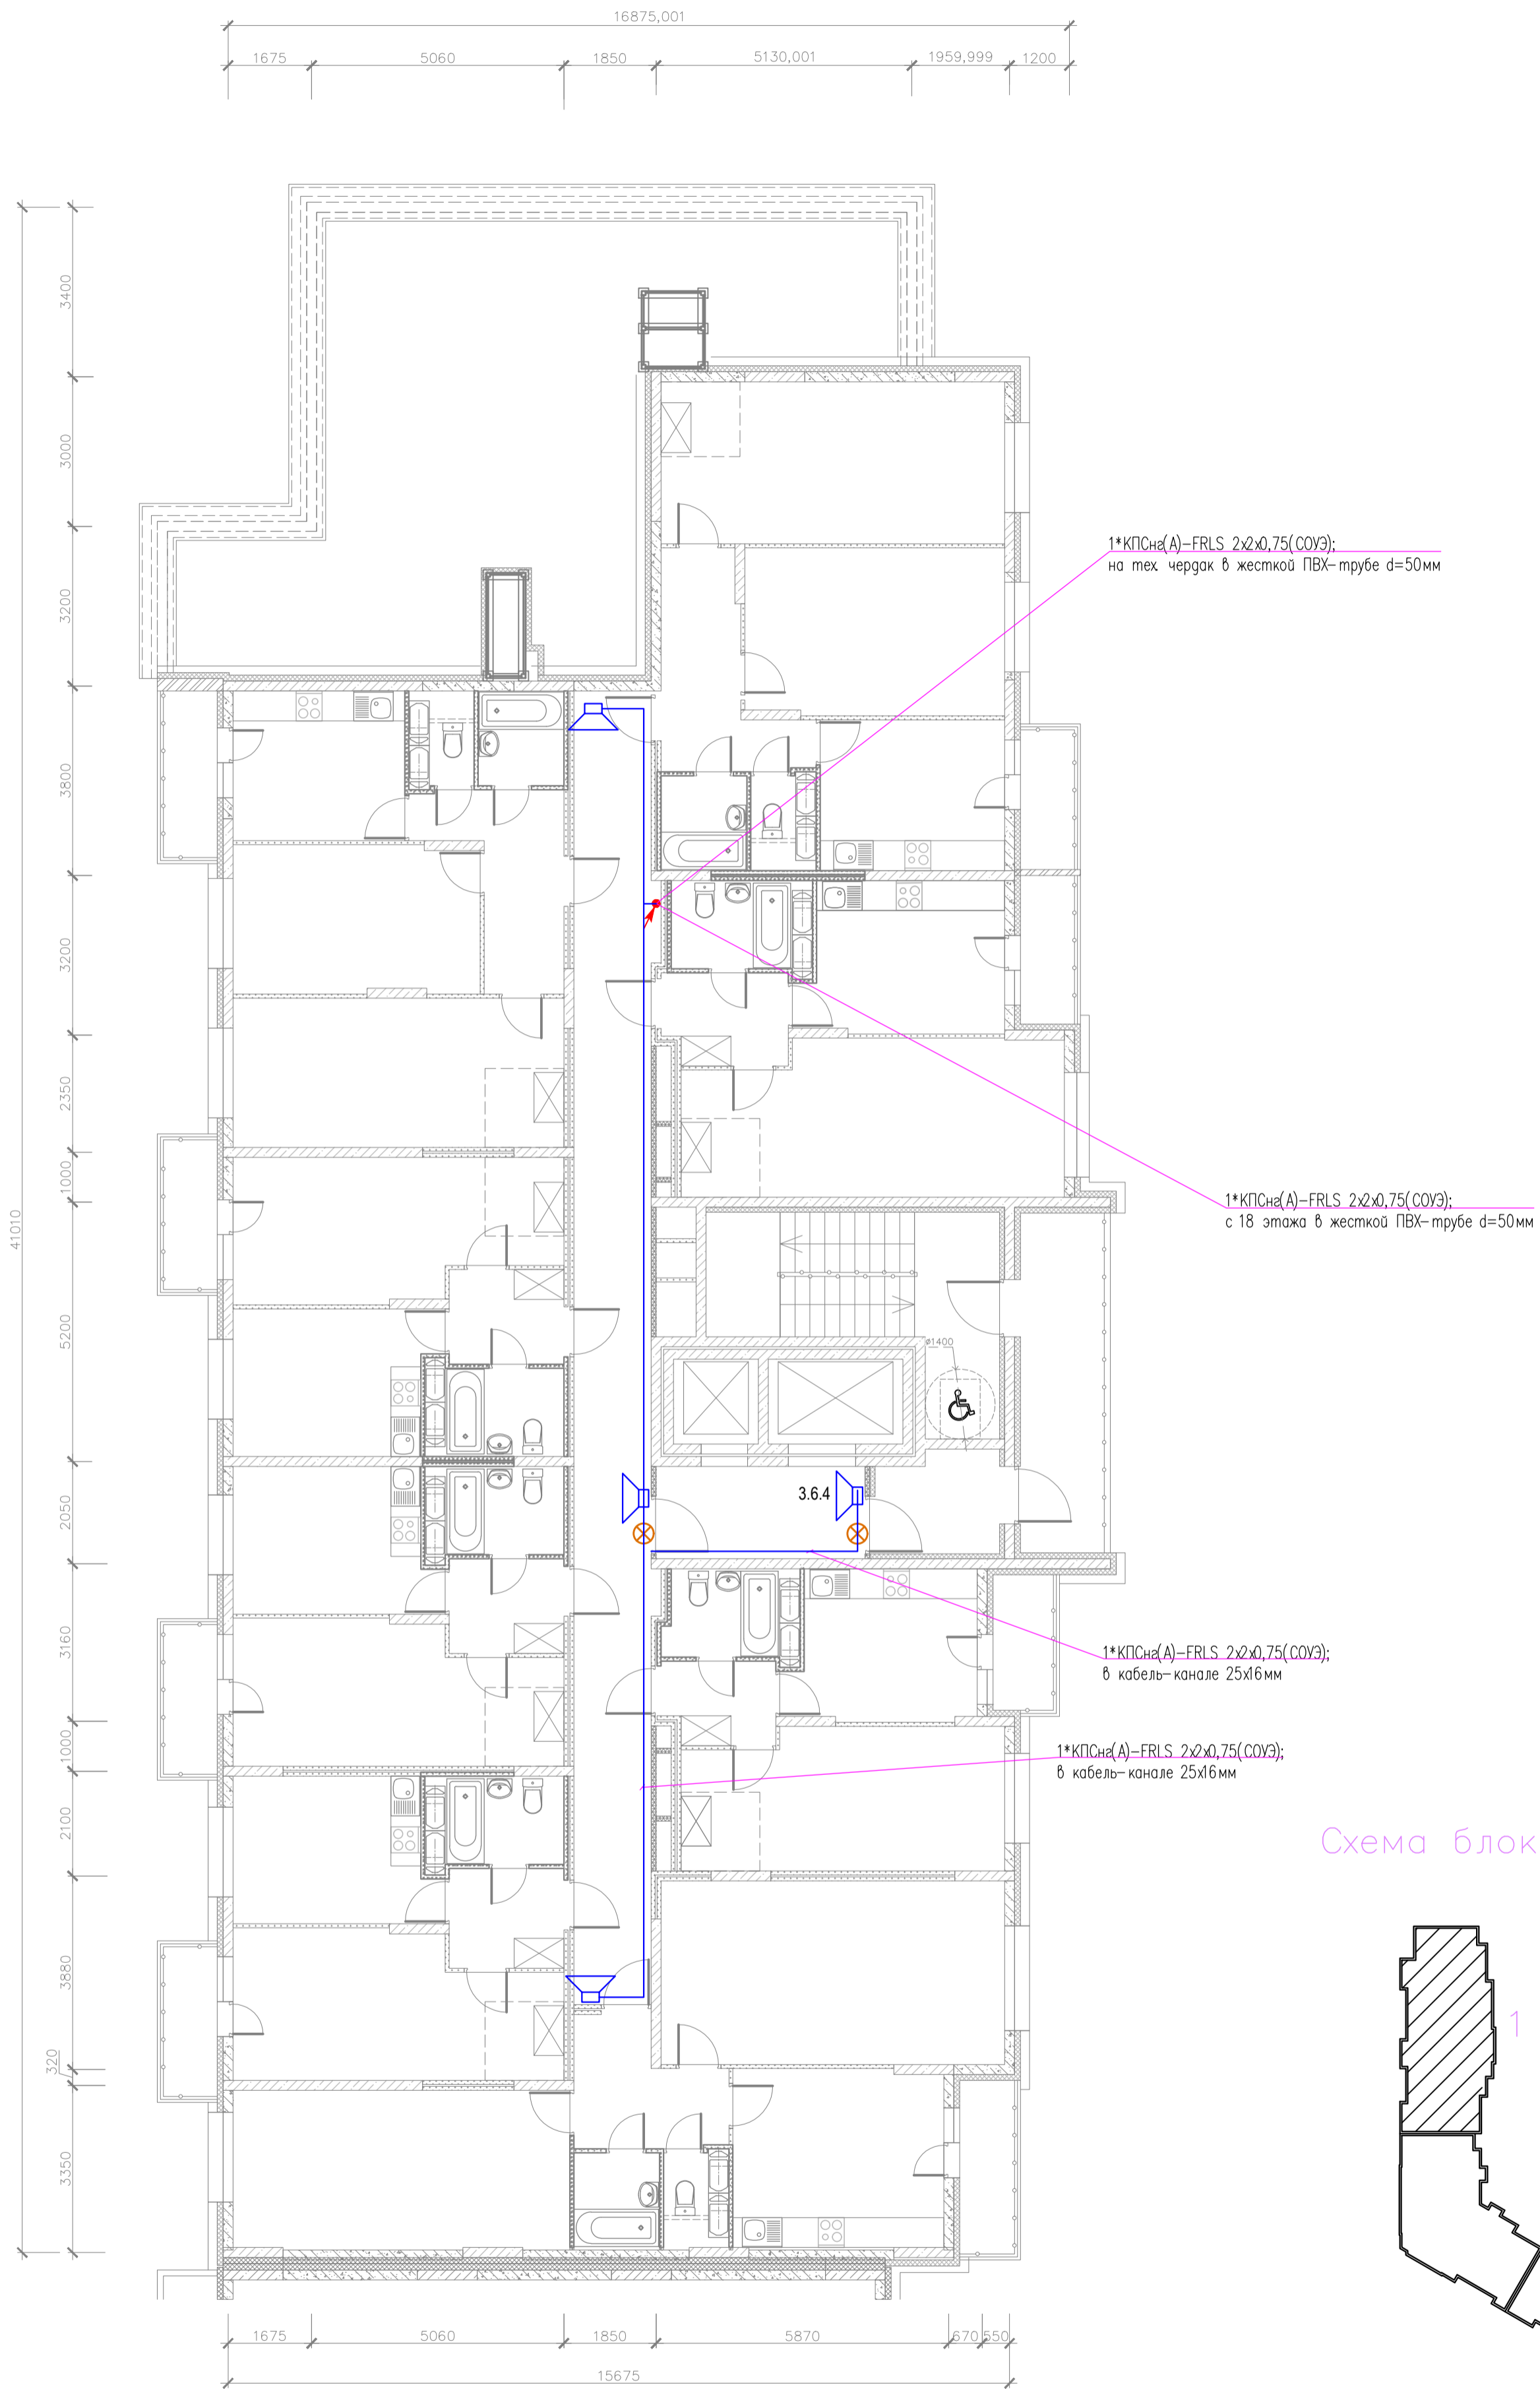 16875,001
1675 5060 1850 5130,001 1959,999 1200
3400
3000
1*КПСнг(А)-FRLS 2х2х0,75(СОУЭ);
на тех. чердак в жесткой ПВХ-трубе d=50мм
3200
3800
3200
2350
1000
1*КПСнг(А)-FRLS 2х2х0,75(СОУЭ);
с 18 этажа в жесткой ПВХ-трубе d=50мм
41010
5200
ø1400
3.6.4
2050
3160
1*КПСнг(А)-FRLS 2х2х0,75(СОУЭ);
в кабель-канале 25х16мм
1000
1*КПСнг(А)-FRLS 2х2х0,75(СОУЭ);
в кабель-канале 25х16мм
2100
Схема блок
3880
1
320
3350
1675 5060 1850 5870 670 550
15675